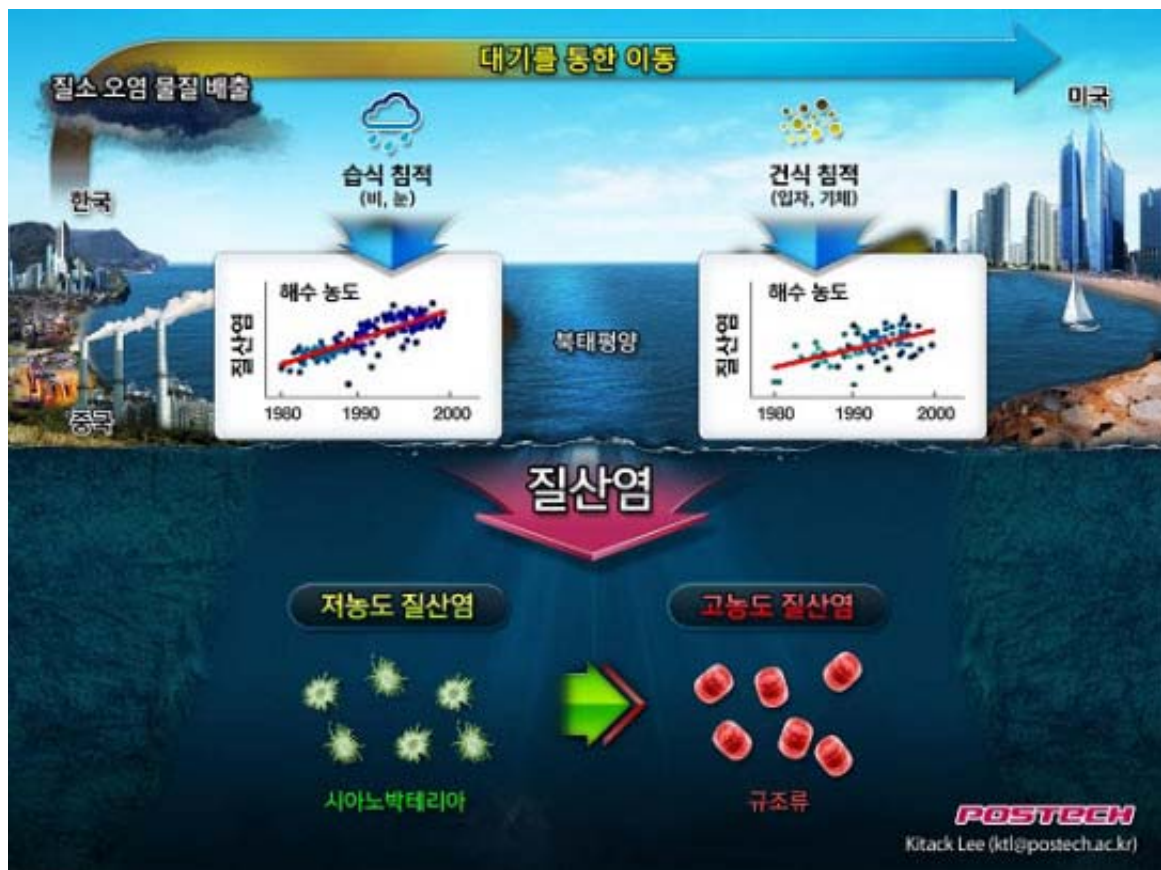 대기를 통한 이동
질소 오염 물질 배출
미국
습식 침적
(비, 눈)
건식 침적
(입자, 기체)
한국
해수 농도
질산염
1980 1990 2000
중국
북태평양
해수 농도
질산염
1980 1990 2000
질산염
저농도 질산염
고농도 질산염
시아노박테리아
규조류
POSTECH
Kitack Lee (ktl@postech.ac.kr)